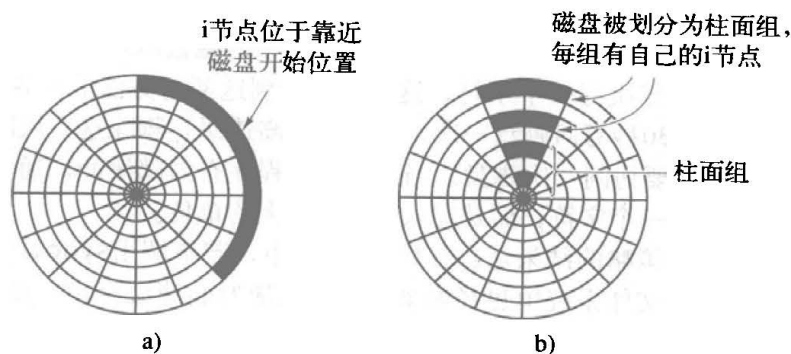 i节点位于靠近
磁盘开始位置
磁盘被划分为柱面组，
每组有自己的i节点
柱面组
a)
b)